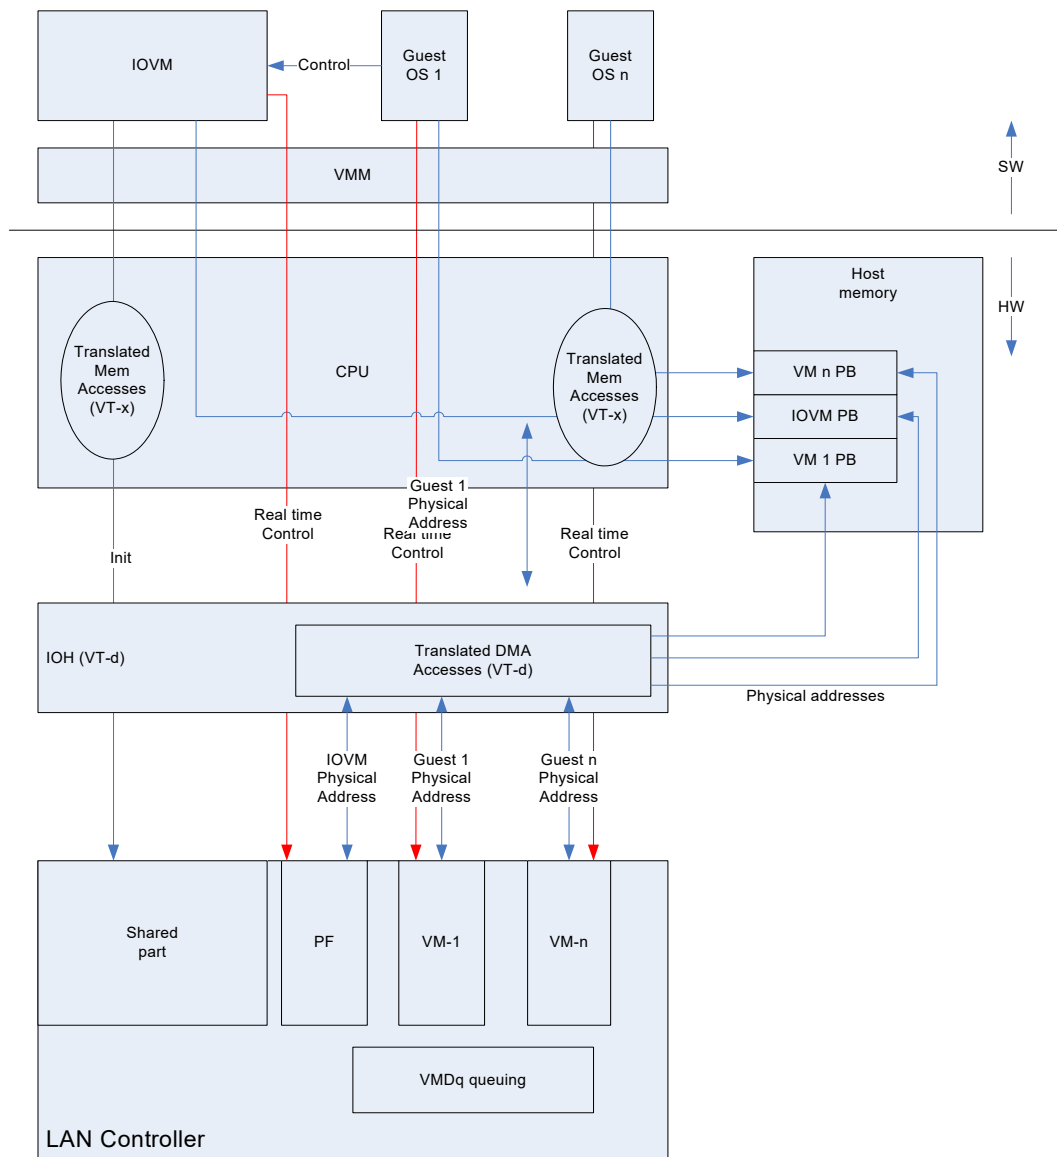 IOVM
Control
Guest
OS 1
Guest
OS n
VMM
SW
HW
Host
memory
Translated
Mem
Accesses
(VT-x)
CPU
Translated
Mem
Accesses
(VT-x)
VM n PB
IOVM PB
VM 1 PB
Guest 1
Physical
Address
Real time
Control
Real time
Control
Real time
Control
Init
IOH (VT-d)
Translated DMA
Accesses (VT-d)
Physical addresses
IOVM
Physical
Address
Guest 1
Physical
Address
Guest n
Physical
Address
Shared
part
PF
VM-1
VM-n
VMDq queuing
LAN Controller